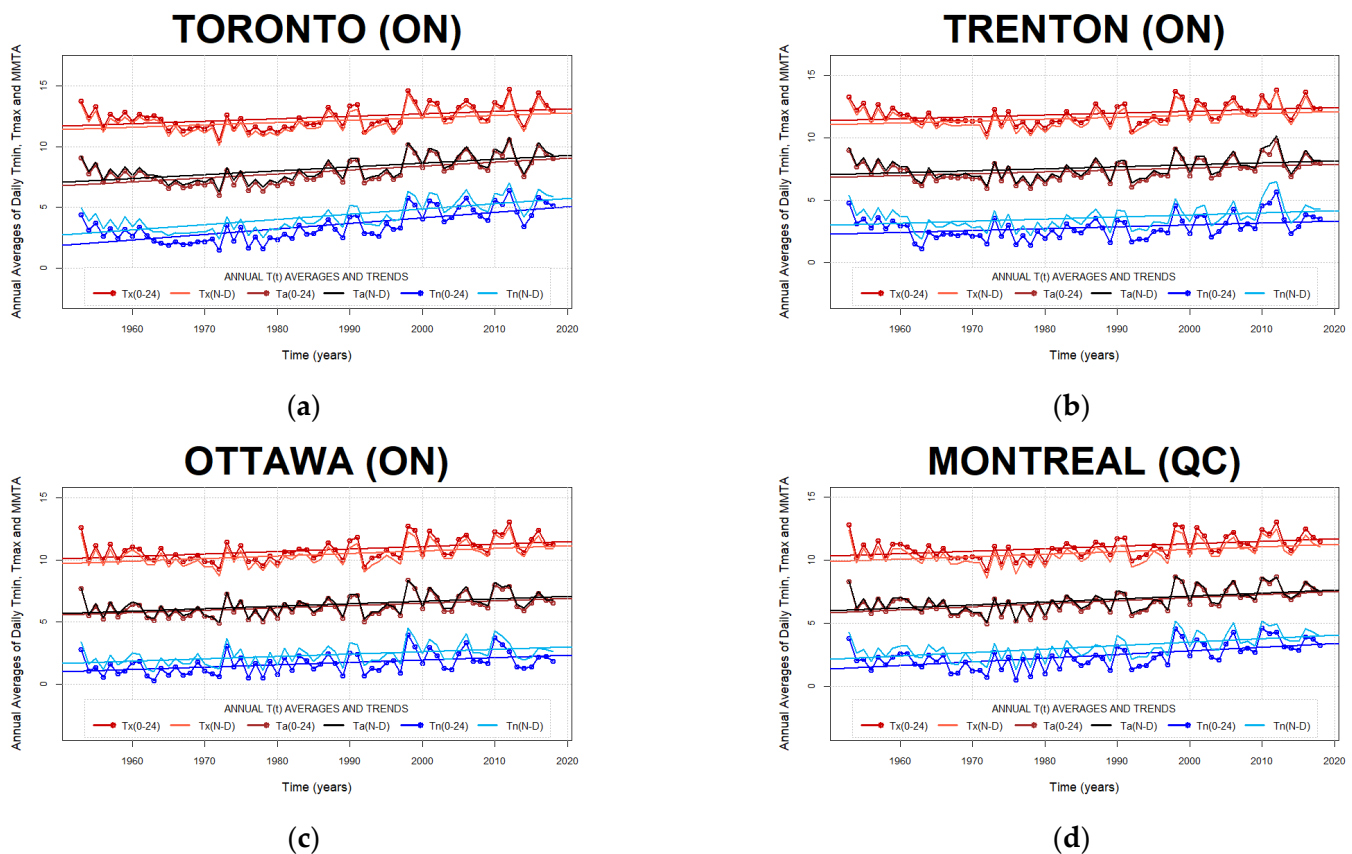 TORONTO (ON)
Annual Averages of Daily Tmin, Tmax and MMTA
15
10
5
0
ANNUAL T(t) AVERAGES AND TRENDS
Tx(0-24) Tx(N-D) Ta(0-24) Ta(N-D) Tn(0-24) Tn(N-D)
1960 1970 1980 1990 2000 2010 2020
Time (years)
(a)
TRENTON (ON)
Annual Averages of Daily Tmin, Tmax and MMTA
15
10
5
0
ANNUAL T(t) AVERAGES AND TRENDS
Tx(0-24) Tx(N-D) Ta(0-24) Ta(N-D) Tn(0-24) Tn(N-D)
1960 1970 1980 1990 2000 2010 2020
Time (years)
(b)
OTTAWA (ON)
Annual Averages of Daily Tmin, Tmax and MMTA
15
10
5
0
ANNUAL T(t) AVERAGES AND TRENDS
Tx(0-24) Tx(N-D) Ta(0-24) Ta(N-D) Tn(0-24) Tn(N-D)
1960 1970 1980 1990 2000 2010 2020
Time (years)
(c)
MONTREAL (QC)
Annual Averages of Daily Tmin, Tmax and MMTA
15
10
5
0
ANNUAL T(t) AVERAGES AND TRENDS
Tx(0-24) Tx(N-D) Ta(0-24) Ta(N-D) Tn(0-24) Tn(N-D)
1960 1970 1980 1990 2000 2010 2020
Time (years)
(d)